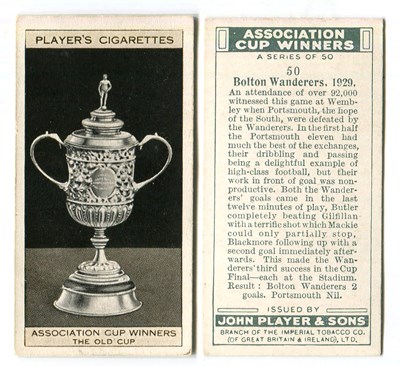 PLAYER'S CIGARETTES
ASSOCIATION CUP WINNERS
THE OLD CUP
ASSOCIATION
CUP WINNERS
A SERIES OF 50
50
Bolton Wanderers. 1929.
An attendance of over 92,000
witnessed this game at Wemb-
ley when Portsmouth, the hope
of the South, were defeated by
the Wanderers. In the first half
the Portsmouth eleven had
much the best of the exchanges,
their dribbling and passing
being a delightful example of
high-class football, but their
work in front of goal was non-
productive. Both the Wander-
ers' goals came in the last
twelve minutes of play, Butler
completely beating Gilfillan
with a terrific shot which Mackie
could only partially stop,
Blackmore following up with
a second goal immediately af-
terwards. This made the Wan-
derers' third success in the Cup
Final—each at the Stadium.
Result : Bolton Wanderers 2
goals. Portsmouth Nil.
ISSUED BY
JOHN PLAYER & SONS
BRANCH OF THE IMPERIAL TOBACCO CO.
(OF GREAT BRITAIN & IRELAND), LTD.